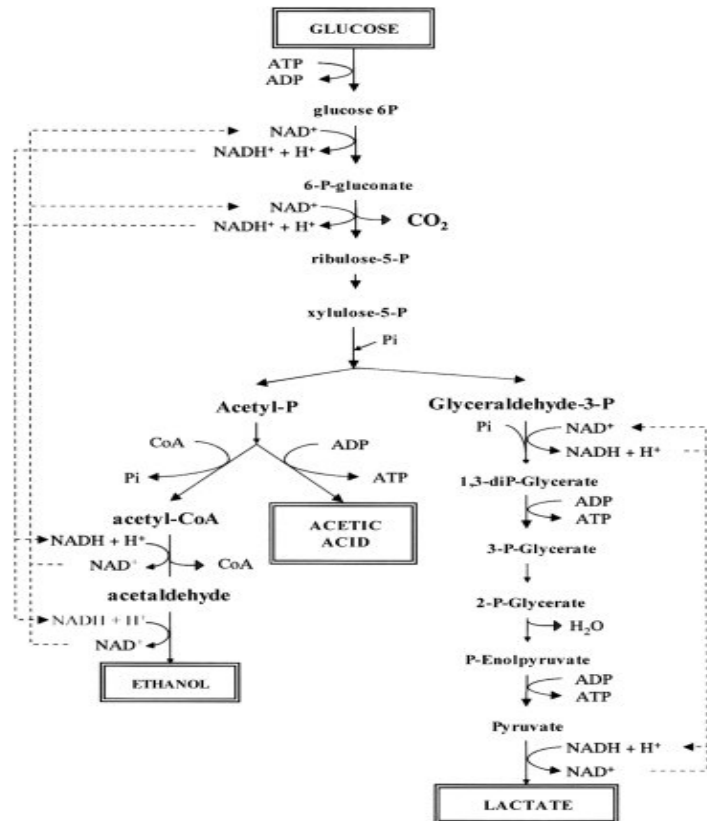 GLUCOSE
ATP
ADP
glucose 6P
NAD⁺
NADH⁺ + H⁺
6-P-gluconate
NAD⁺
NADH⁺ + H⁺
CO₂
ribulose-5-P
xylulose-5-P
Pi
Acetyl-P
Glyceraldehyde-3-P
CoA
ADP
Pi
ATP
Pi
NAD⁺
NADH + H⁺
1,3-diP-Glycerate
acetyl-CoA
ACETIC
ACID
ADP
ATP
NADH + H⁺
NAD⁺
CoA
3-P-Glycerate
acetaldehyde
2-P-Glycerate
NADH + H⁺
NAD⁺
H₂O
ETHANOL
P-Enolpyruvate
ADP
ATP
Pyruvate
NADH + H⁺
NAD⁺
LACTATE